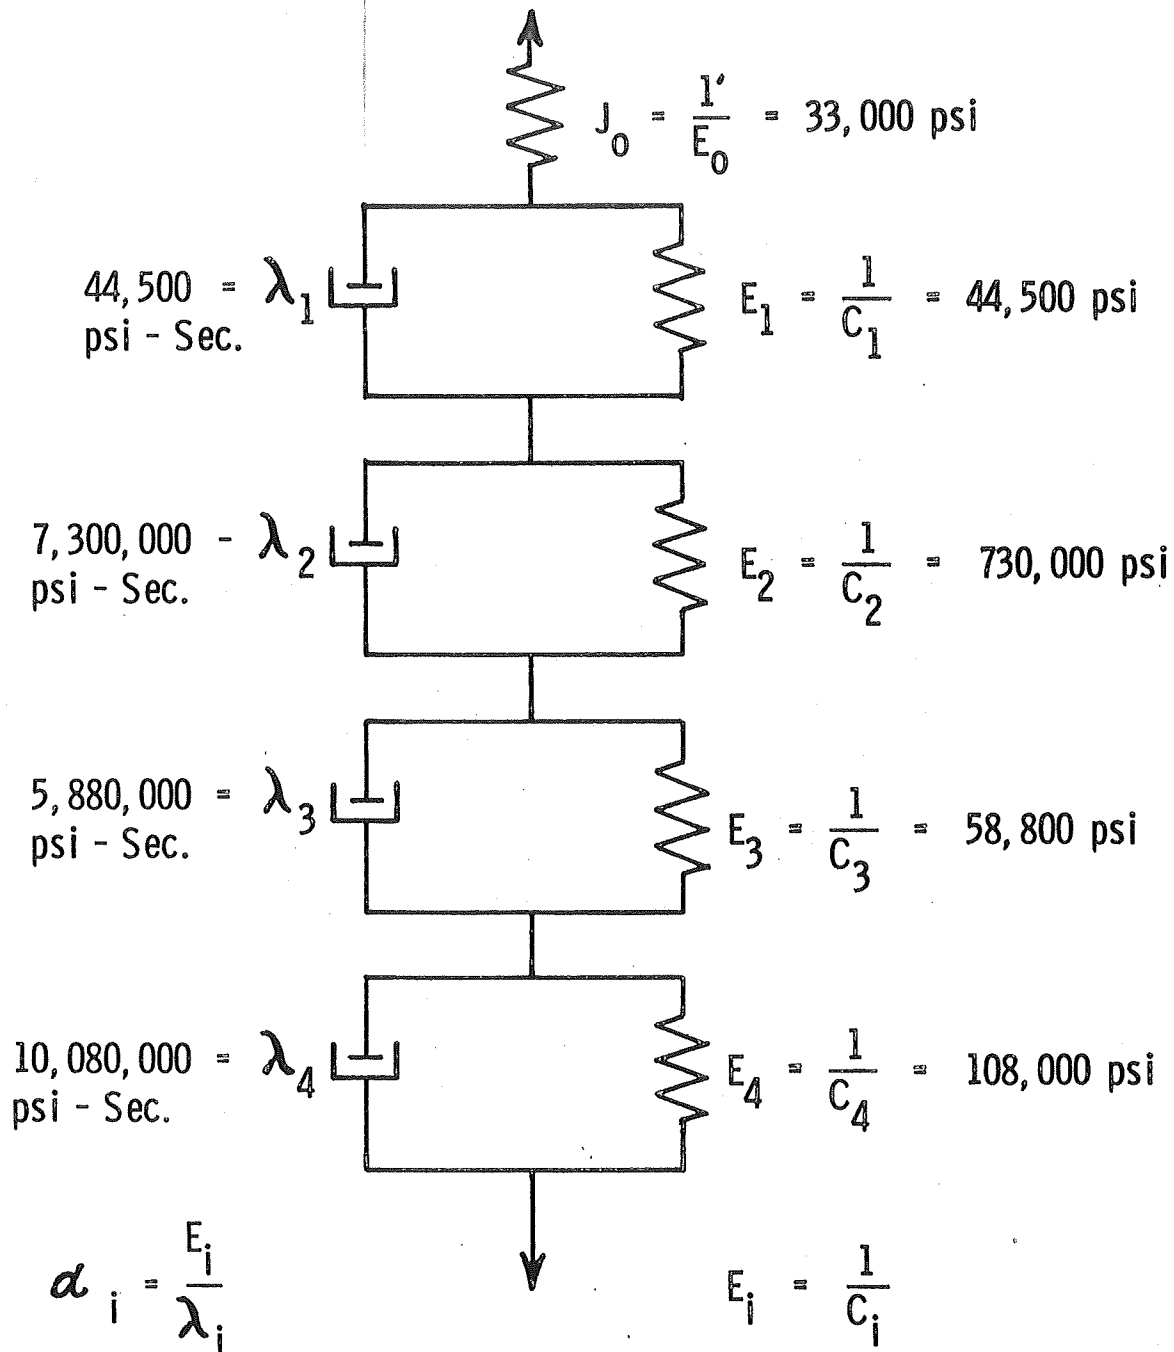 J₀ = 1′/E₀ = 33,000 psi
44,500 = λ₁
psi - Sec.
E₁ = 1/C₁ = 44,500 psi
7,300,000 - λ₂
psi - Sec.
E₂ = 1/C₂ = 730,000 psi
5,880,000 = λ₃
psi - Sec.
E₃ = 1/C₃ = 58,800 psi
10,080,000 = λ₄
psi - Sec.
E₄ = 1/C₄ = 108,000 psi
α ᵢ = Eᵢ/λᵢ
Eᵢ = 1/Cᵢ